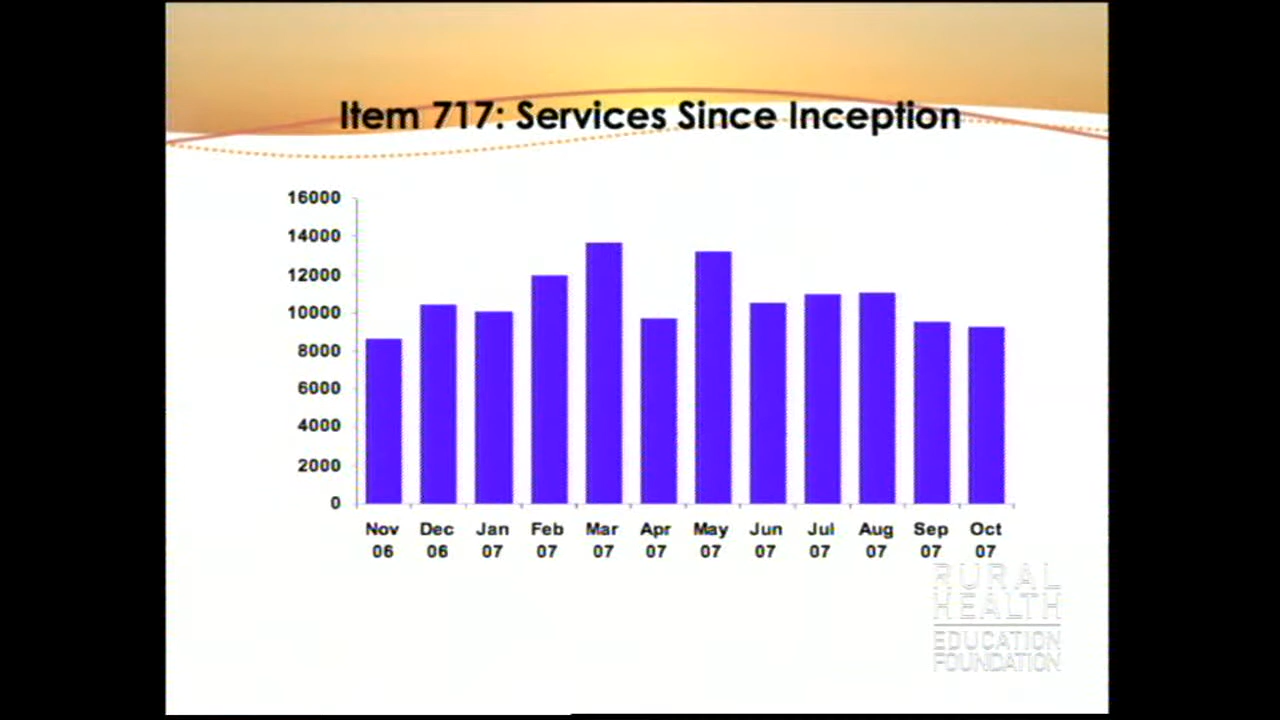 Item 717: Services Since Inception
16000
14000
12000
10000
8000
6000
4000
2000
0
Nov Dec Jan Feb Mar Apr May Jun Jul Aug Sep Oct
06 06 07 07 07 07 07 07 07 07 07 07
RURAL
HEALTH
EDUCATION
FOUNDATION